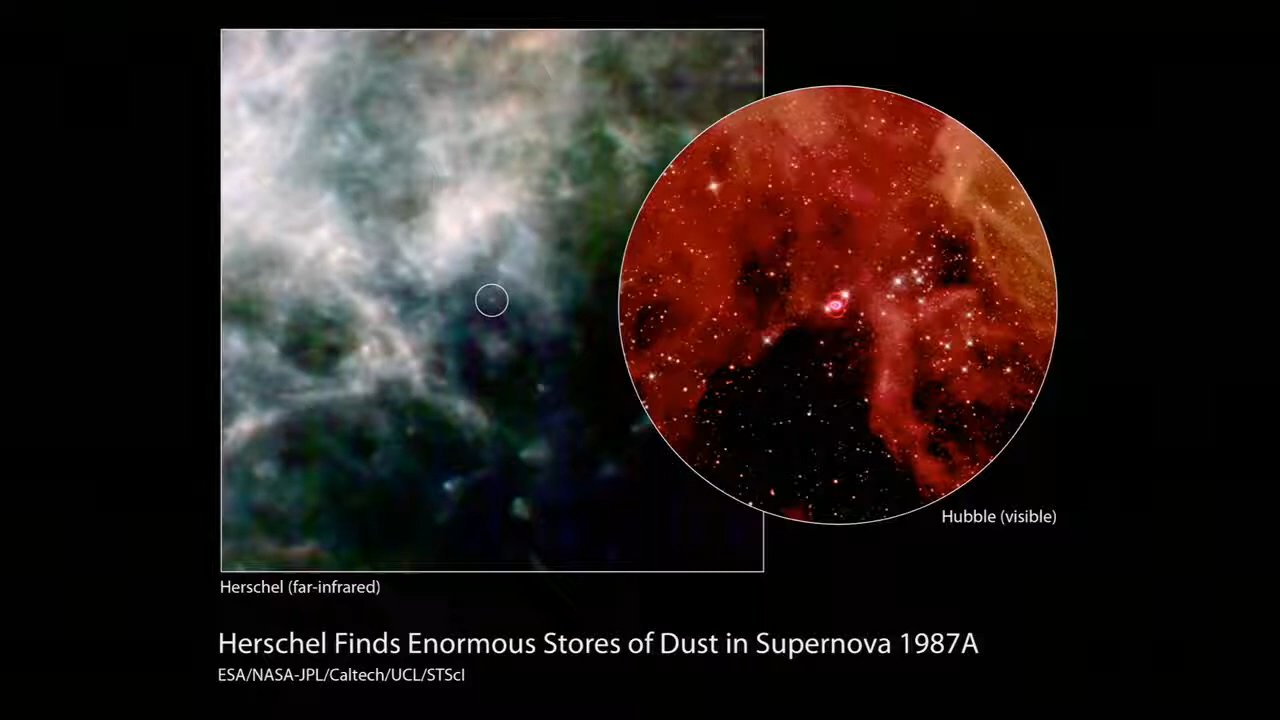 Hubble (visible)
Herschel (far-infrared)
Herschel Finds Enormous Stores of Dust in Supernova 1987A
ESA/NASA-JPL/Caltech/UCL/STScI